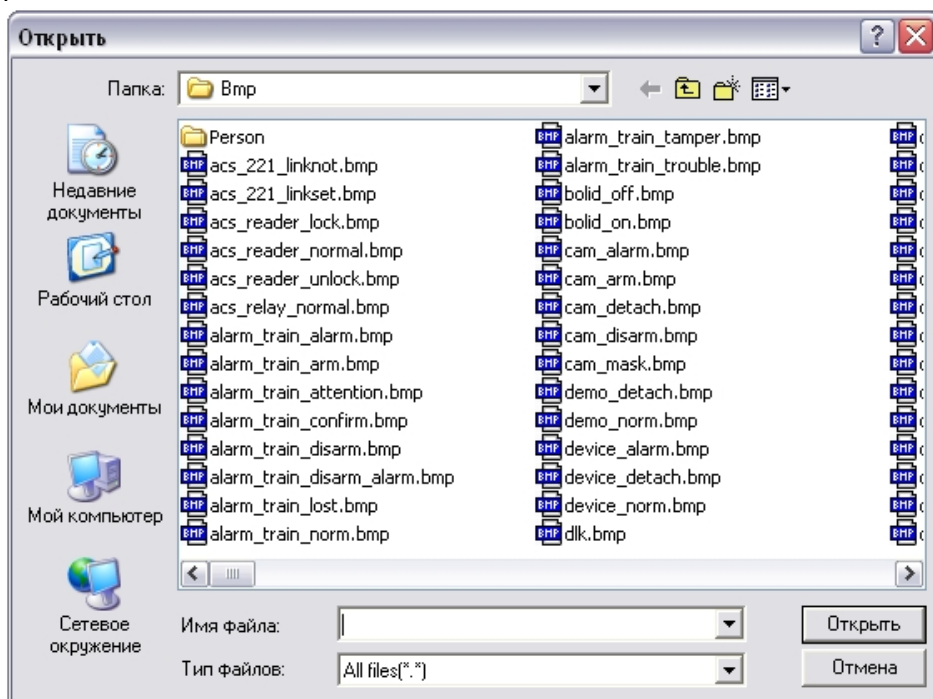 Открыть
Папка:
Bmp
Недавние
документы
Рабочий стол
Мои документы
Мой компьютер
Сетевое
окружение
Person
acs_221_linknot.bmp
acs_221_linkset.bmp
acs_reader_lock.bmp
acs_reader_normal.bmp
acs_reader_unlock.bmp
acs_relay_normal.bmp
alarm_train_alarm.bmp
alarm_train_arm.bmp
alarm_train_attention.bmp
alarm_train_confirm.bmp
alarm_train_disarm.bmp
alarm_train_disarm_alarm.bmp
alarm_train_lost.bmp
alarm_train_norm.bmp
alarm_train_tamper.bmp
alarm_train_trouble.bmp
bolid_off.bmp
bolid_on.bmp
cam_alarm.bmp
cam_arm.bmp
cam_detach.bmp
cam_disarm.bmp
cam_mask.bmp
demo_detach.bmp
demo_norm.bmp
device_alarm.bmp
device_detach.bmp
device_norm.bmp
dlk.bmp
Имя файла:
Открыть
Тип файлов:
All files(*.*)
Отмена